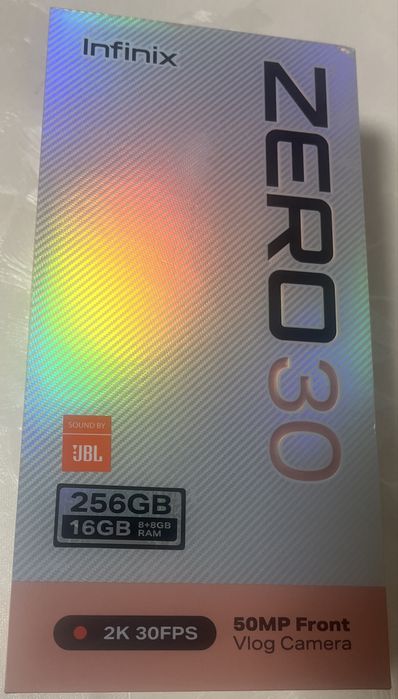 Infinix
ZERO 30
SOUND BY
JBL
256GB
16GB 8+8GB RAM
2K 30FPS
50MP Front
Vlog Camera